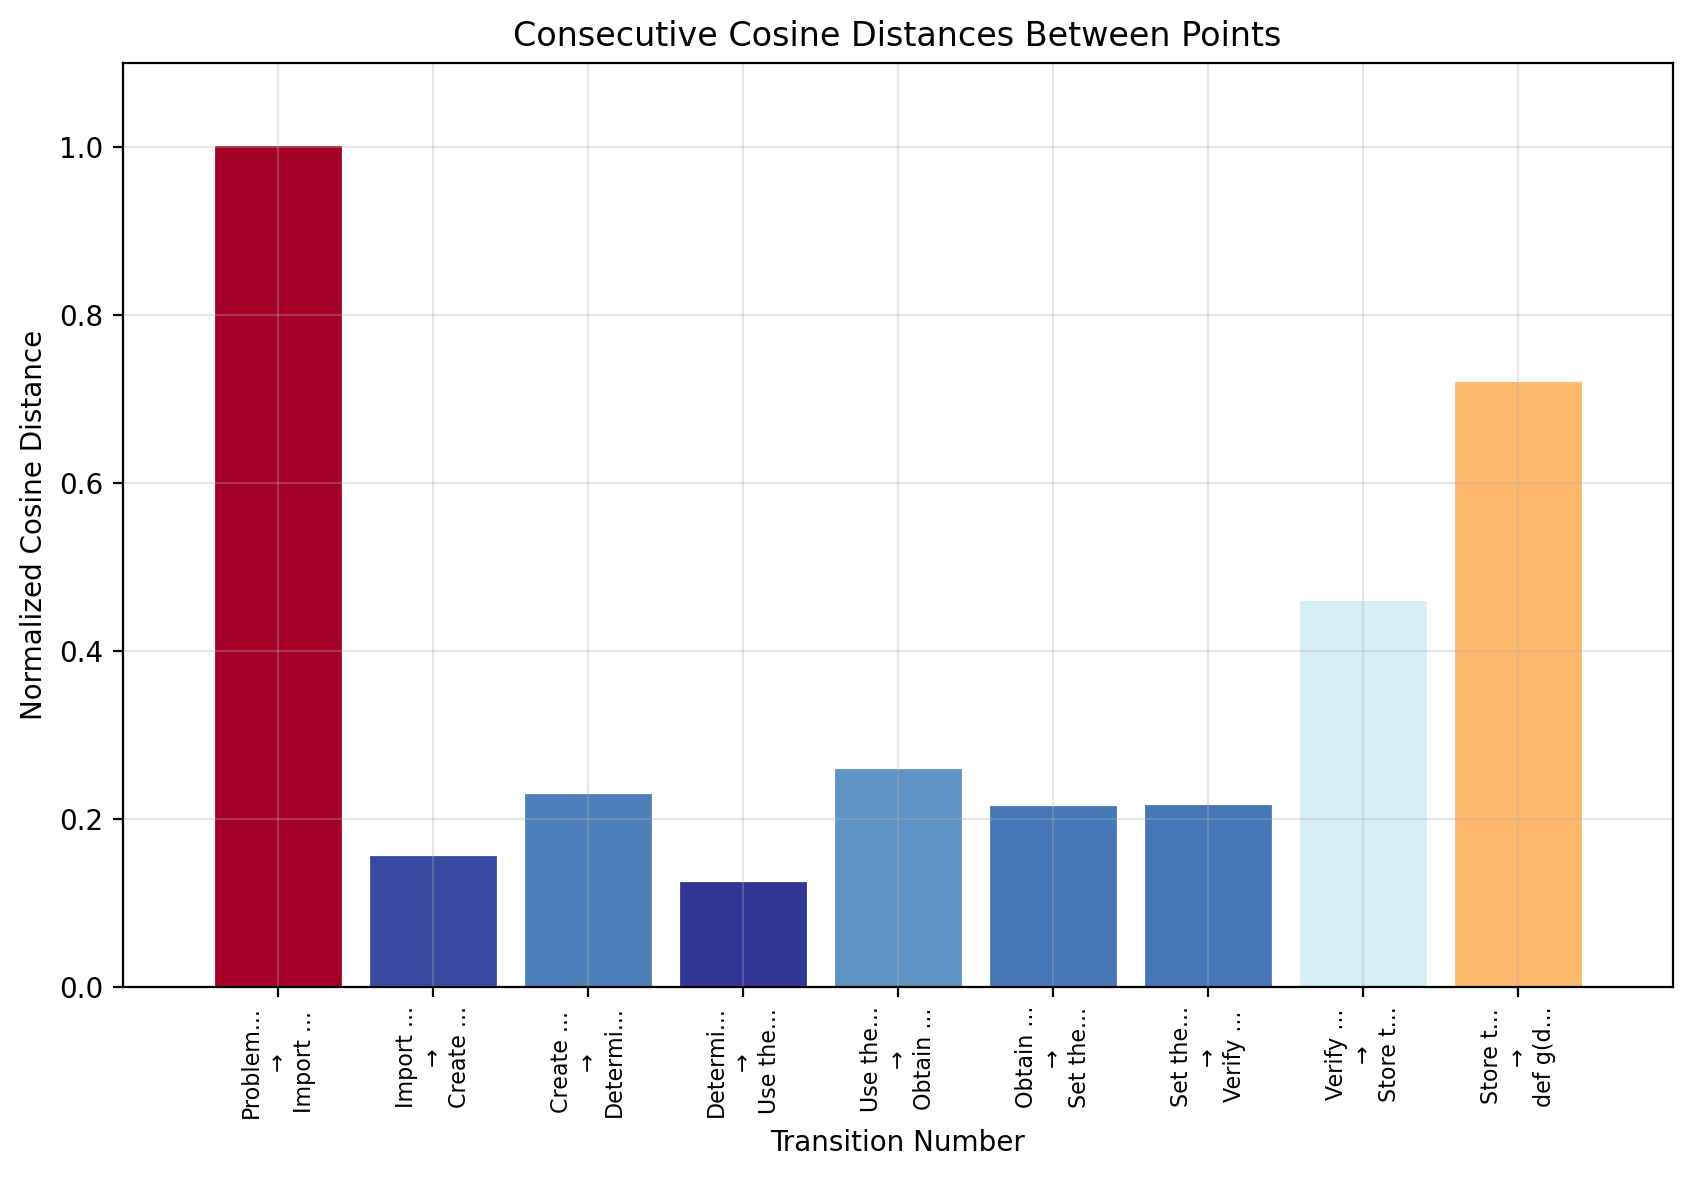 Consecutive Cosine Distances Between Points
Normalized Cosine Distance
1.0
0.8
0.6
0.4
0.2
0.0
Problem...
→
Import ...
Import ...
→
Create ...
Create ...
→
Determi...
Determi...
→
Use the...
Use the...
→
Obtain ...
Obtain ...
→
Set the...
Set the...
→
Verify ...
Verify ...
→
Store t...
Store t...
→
def g(d...
Transition Number